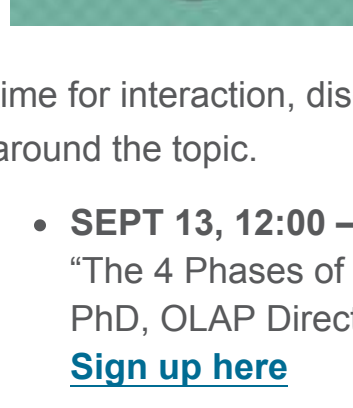 ime for interaction, dis
around the topic.
• SEPT 13, 12:00 –
“The 4 Phases of
PhD, OLAP Direct
Sign up here